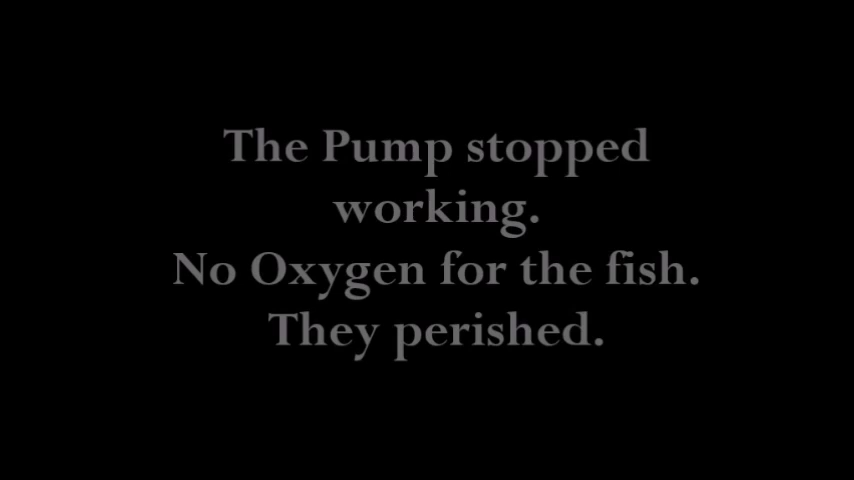 The Pump stopped
working.
No Oxygen for the fish.
They perished.